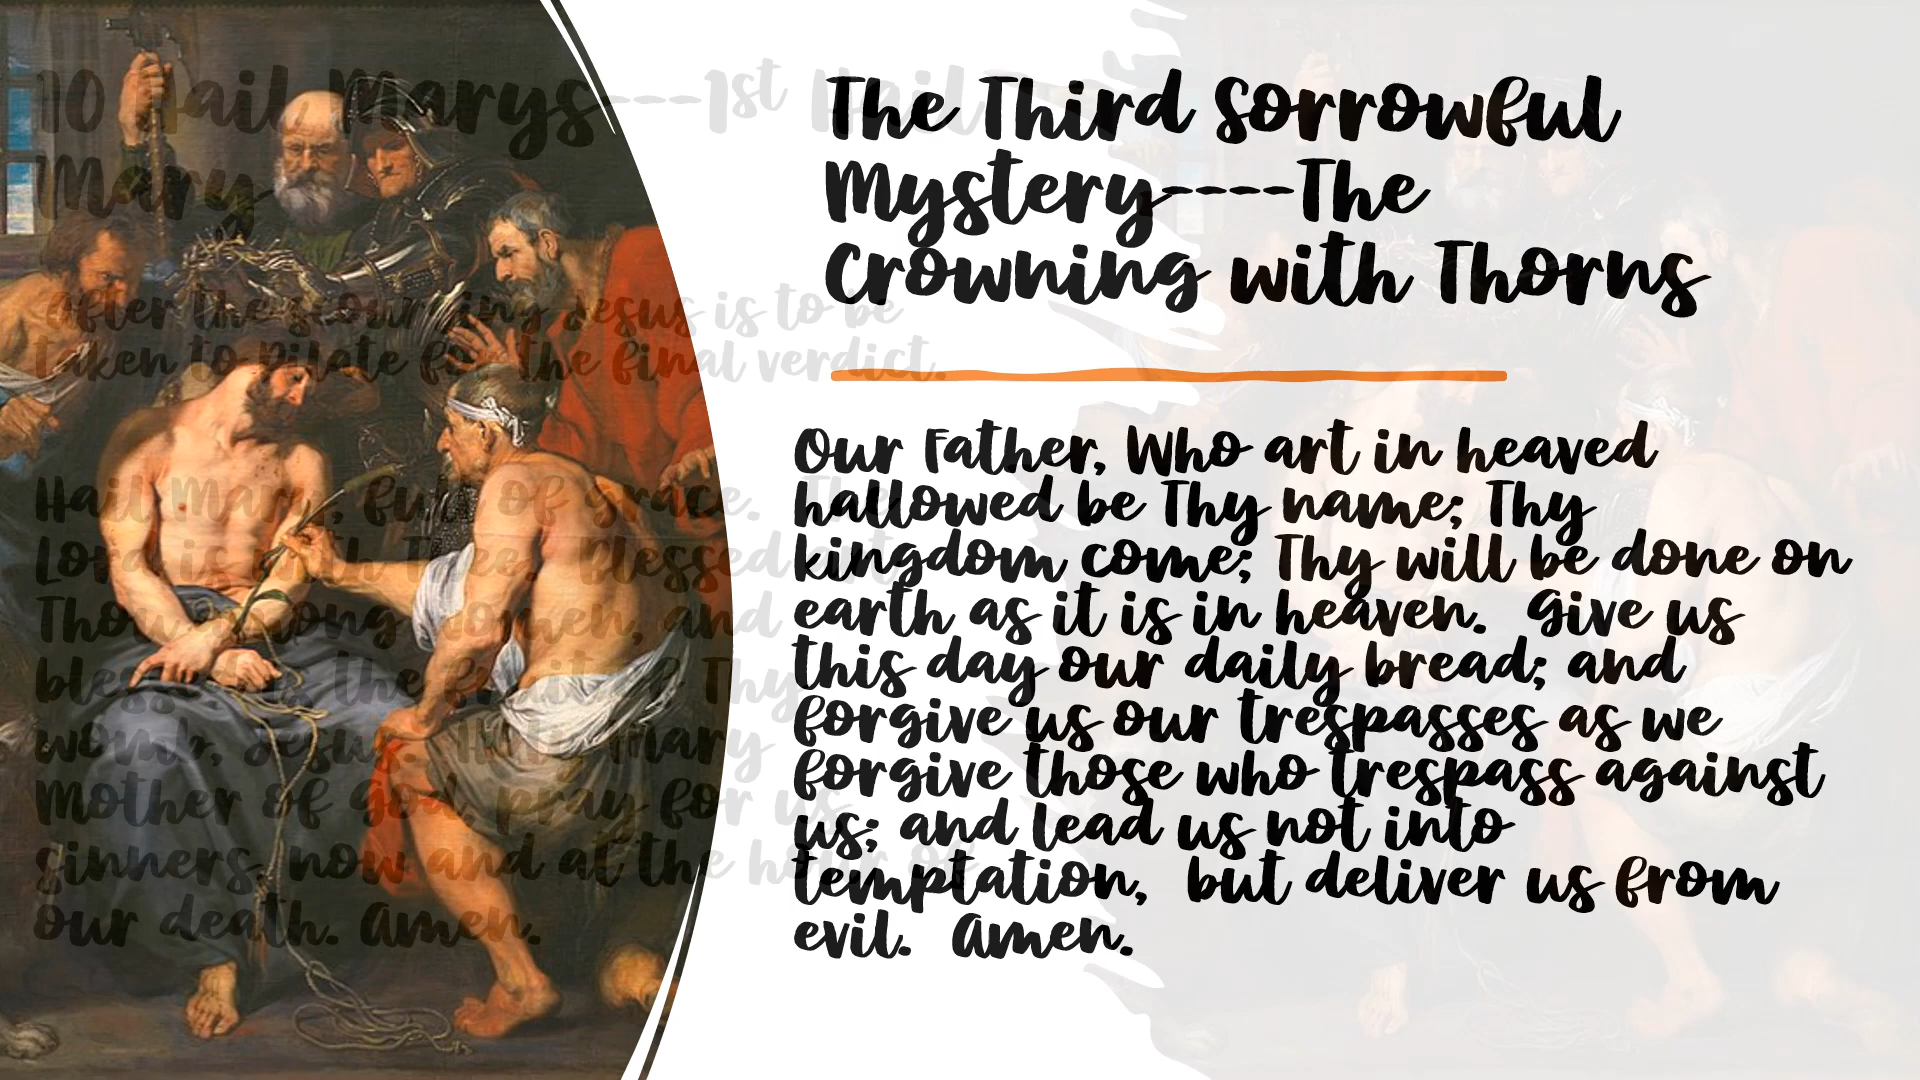 The Third Sorrowful
Mystery----The
Crowning with Thorns
Our Father, Who art in heaved
hallowed be Thy name; Thy
kingdom come; Thy will be done on
earth as it is in heaven.  Give us
this day our daily bread; and
forgive us our trespasses as we
forgive those who trespass against
us; and lead us not into
temptation,  but deliver us from
evil.  Amen.
10 Hail Marys---1st Hail
Mary
After the scourging Jesus is to be
taken to Pilate for the final verdict.
Hail Mary, full of grace.  The
Lord is with Thee; Blessed art
Thou among women, and
blessed is the fruit of Thy
womb, Jesus.  Holy Mary
Mother of God, pray for us
sinners, now and at the hour of
our death. Amen.